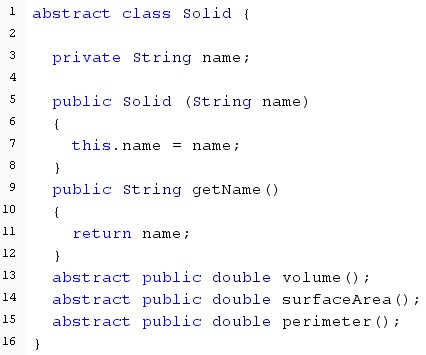 1 abstract class Solid {
2
3 private String name;
4
5 public Solid (String name)
6 {
7 this.name = name;
8 }
9 public String getName()
10 {
11 return name;
12 }
13 abstract public double volume();
14 abstract public double surfaceArea();
15 abstract public double perimeter();
16 }